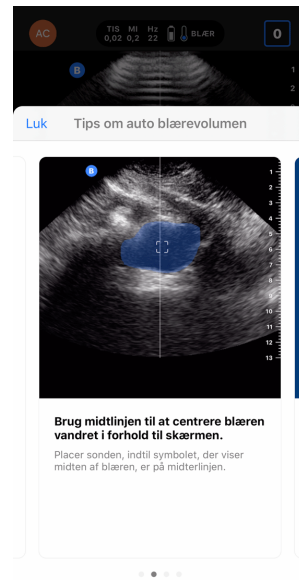 AC
TIS MI Hz
0,02 0,2 22
BLÆR
0
B
1
2
Luk
Tips om auto blærevolumen
B
1
2
3
4
5
6
7
8
9
10
11
12
13
Brug midtlinjen til at centrere blæren
vandret i forhold til skærmen.
Placer sonden, indtil symbolet, der viser
midten af blæren, er på midterlinjen.